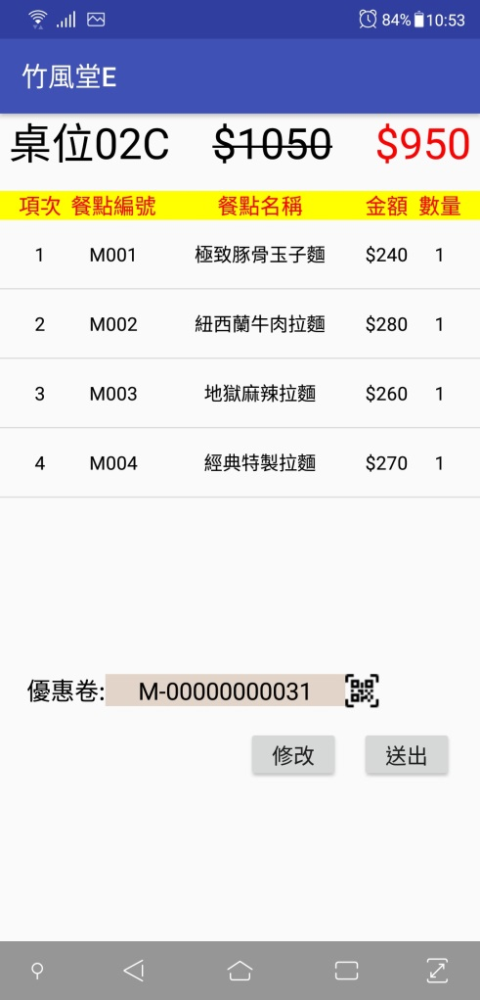 84% 10:53
竹風堂E
桌位02C $1050 $950
項次 餐點編號 餐點名稱 金額 數量
1 M001 極致豚骨玉子麵 $240 1
2 M002 紐西蘭牛肉拉麵 $280 1
3 M003 地獄麻辣拉麵 $260 1
4 M004 經典特製拉麵 $270 1
優惠卷: M-00000000031
修改 送出